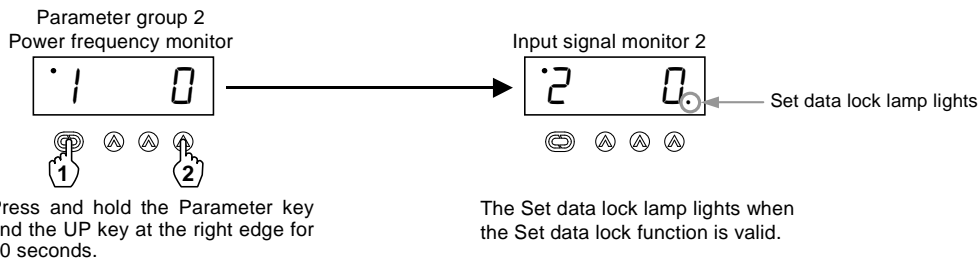 Parameter group 2
Power frequency monitor
1 0
1
2
Press and hold the Parameter key
and the UP key at the right edge for
0 seconds.
Input signal monitor 2
2 0.
Set data lock lamp lights
The Set data lock lamp lights when
the Set data lock function is valid.